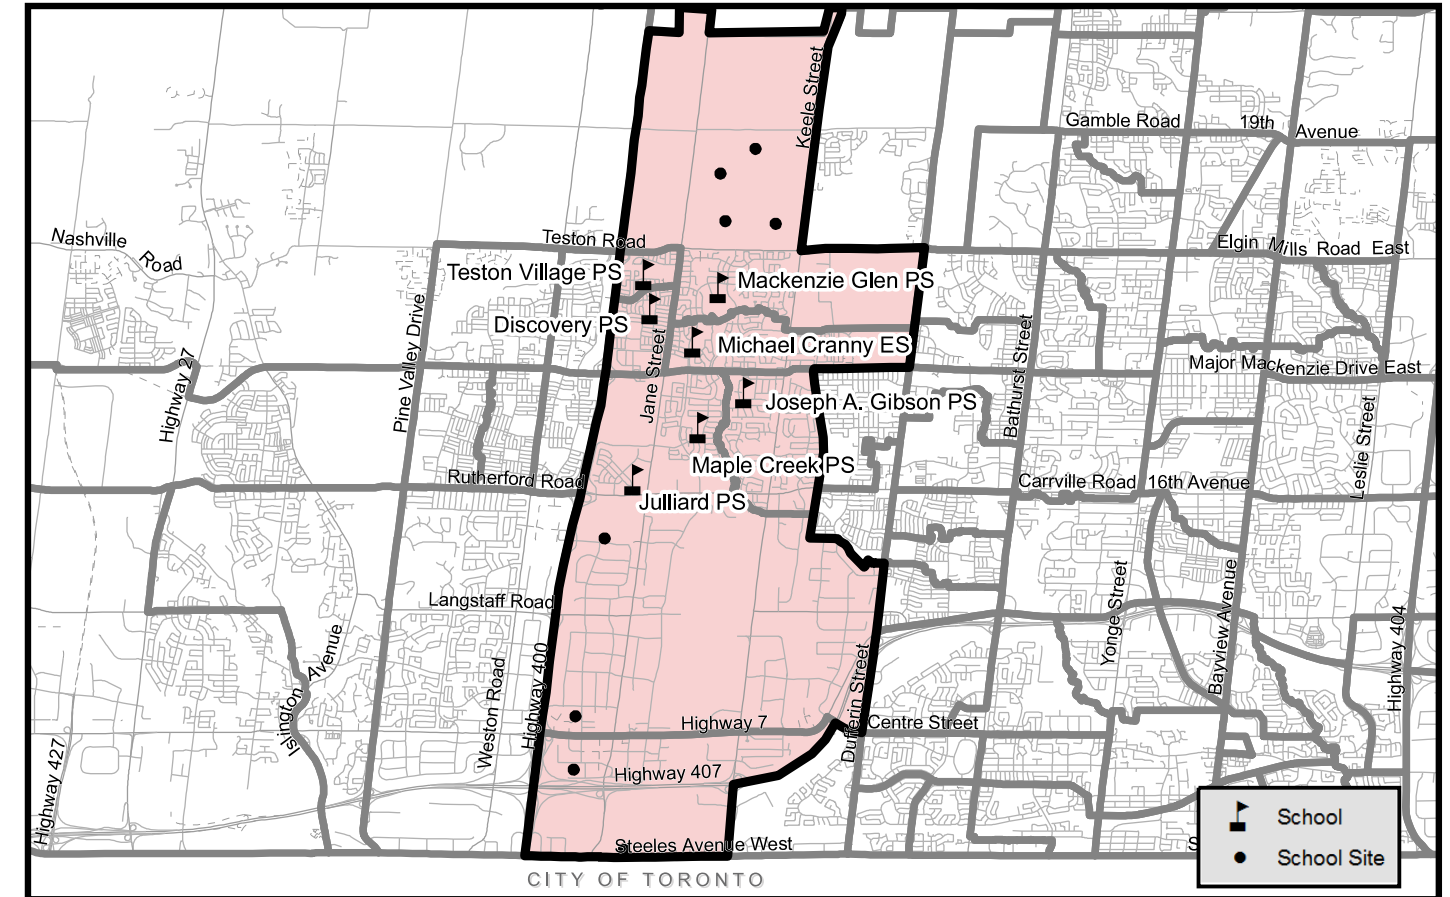 Keele Street
Gamble Road
19th
Avenue
Nashville
Road
Teston Road
Elgin Mills Road East
Teston Village PS
Mackenzie Glen PS
Discovery PS
Michael Cranny ES
Pine Valley Drive
Highway 27
Jane Street
Bathurst Street
Major Mackenzie Drive East
Joseph A. Gibson PS
Leslie Street
Maple Creek PS
Rutherford Road
Julliard PS
Carrville Road
16th Avenue
Langstaff Road
Islington Avenue
Weston Road
Highway 400
Dufferin Street
Yonge Street
Bayview Avenue
Highway 404
Highway 7
Centre Street
Highway 427
Highway 407
Steeles Avenue West
S
CITY OF TORONTO
School
School Site